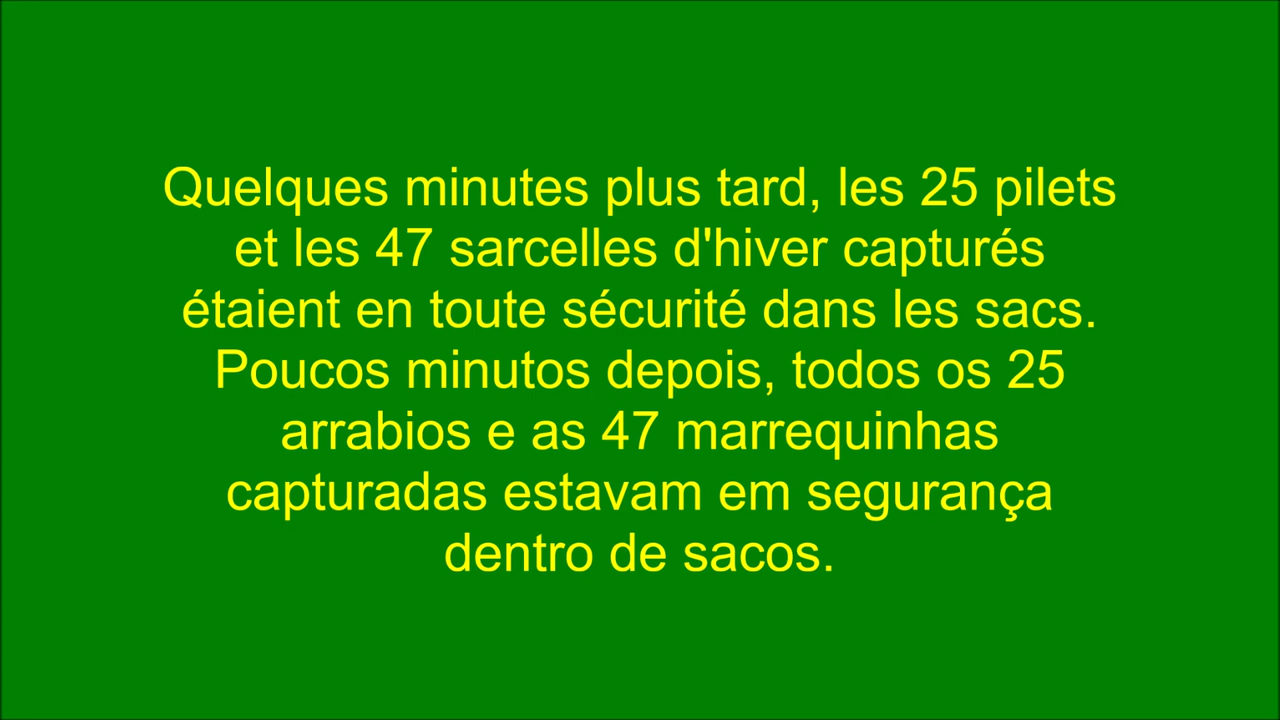 Quelques minutes plus tard, les 25 pilets
et les 47 sarcelles d'hiver capturés
étaient en toute sécurité dans les sacs.
Poucos minutos depois, todos os 25
arrabios e as 47 marrequinhas
capturadas estavam em segurança
dentro de sacos.